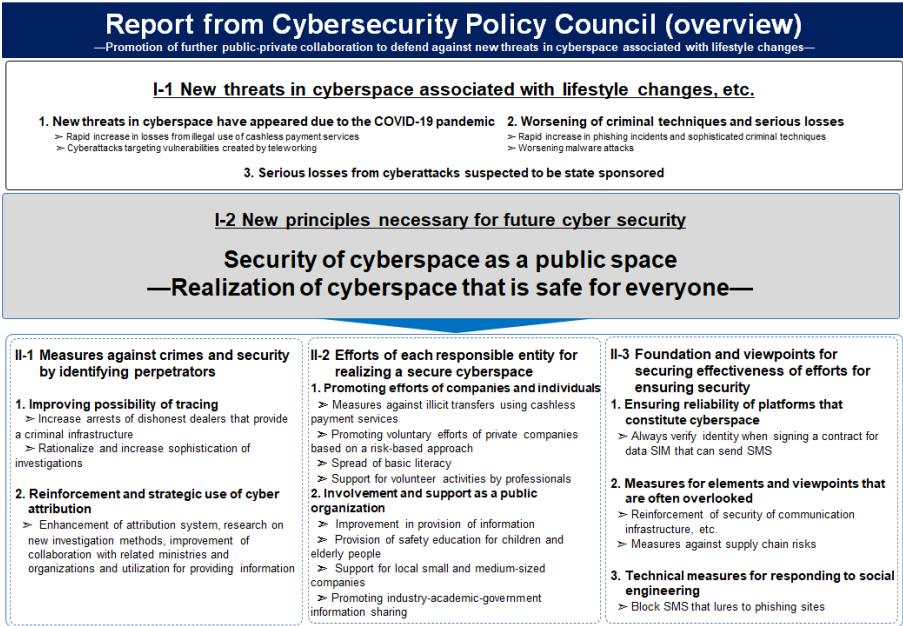 Report from Cybersecurity Policy Council (overview)
—Promotion of further public-private collaboration to defend against new threats in cyberspace associated with lifestyle changes—
I-1 New threats in cyberspace associated with lifestyle changes, etc.
1. New threats in cyberspace have appeared due to the COVID-19 pandemic
➢ Rapid increase in losses from illegal use of cashless payment services
➢ Cyberattacks targeting vulnerabilities created by teleworking
2. Worsening of criminal techniques and serious losses
➢ Rapid increase in phishing incidents and sophisticated criminal techniques
➢ Worsening malware attacks
3. Serious losses from cyberattacks suspected to be state sponsored
I-2 New principles necessary for future cyber security
Security of cyberspace as a public space
—Realization of cyberspace that is safe for everyone—
II-1 Measures against crimes and security
by identifying perpetrators
1. Improving possibility of tracing
➢ Increase arrests of dishonest dealers that provide
a criminal infrastructure
➢ Rationalize and increase sophistication of
investigations
2. Reinforcement and strategic use of cyber
attribution
➢ Enhancement of attribution system, research on
new investigation methods, improvement of
collaboration with related ministries and
organizations and utilization for providing information
II-2 Efforts of each responsible entity for
realizing a secure cyberspace
1. Promoting efforts of companies and individuals
➢ Measures against illicit transfers using cashless
payment services
➢ Promoting voluntary efforts of private companies
based on a risk-based approach
➢ Spread of basic literacy
➢ Support for volunteer activities by professionals
2. Involvement and support as a public
organization
➢ Improvement in provision of information
➢ Provision of safety education for children and
elderly people
➢ Support for local small and medium-sized
companies
➢ Promoting industry-academic-government
information sharing
II-3 Foundation and viewpoints for
securing effectiveness of efforts for
ensuring security
1. Ensuring reliability of platforms that
constitute cyberspace
➢ Always verify identity when signing a contract for
data SIM that can send SMS
2. Measures for elements and viewpoints that
are often overlooked
➢ Reinforcement of security of communication
infrastructure, etc.
➢ Measures against supply chain risks
3. Technical measures for responding to social
engineering
➢ Block SMS that lures to phishing sites